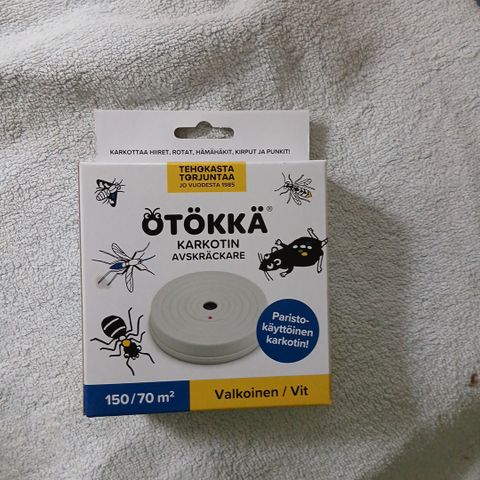 KARKOTTAA HIIRET, ROTAT, HÄMÄHÄKIT, KIRPUT JA PUNKIT!
TEHOKASTA
TORJUNTAA
JO VUODESTA 1985
ÖTÖKKÄ®
KARKOTIN
AVSKRÄCKARE
Paristo-
käyttöinen
karkotin!
150/70 m²
Valkoinen / Vit